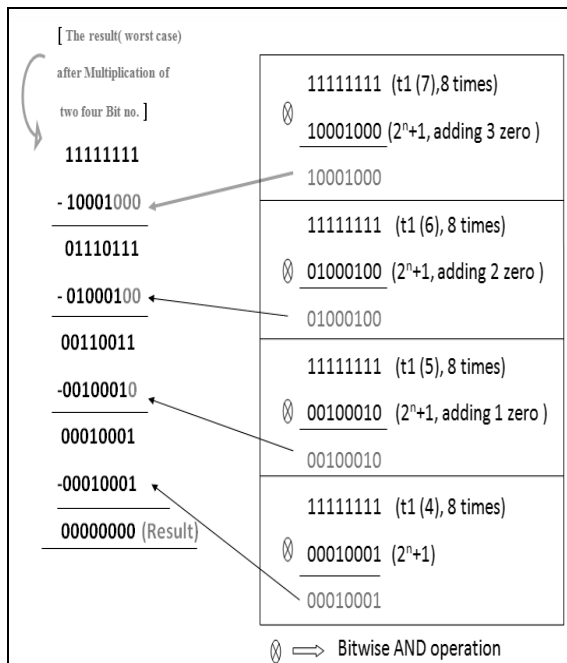 [ The result( worst case)
after Multiplication of
two four Bit no. ]
11111111
- 10001000
01110111
- 01000100
00110011
-00100010
00010001
-00010001
00000000 (Result)
11111111 (t1 (7),8 times)
⊗ 10001000 (2ⁿ+1, adding 3 zero )
10001000
11111111 (t1 (6), 8 times)
⊗ 01000100 (2ⁿ+1, adding 2 zero )
01000100
11111111 (t1 (5), 8 times)
⊗ 00100010 (2ⁿ+1, adding 1 zero )
00100010
11111111 (t1 (4), 8 times)
⊗ 00010001 (2ⁿ+1)
00010001
⊗ ⇒ Bitwise AND operation